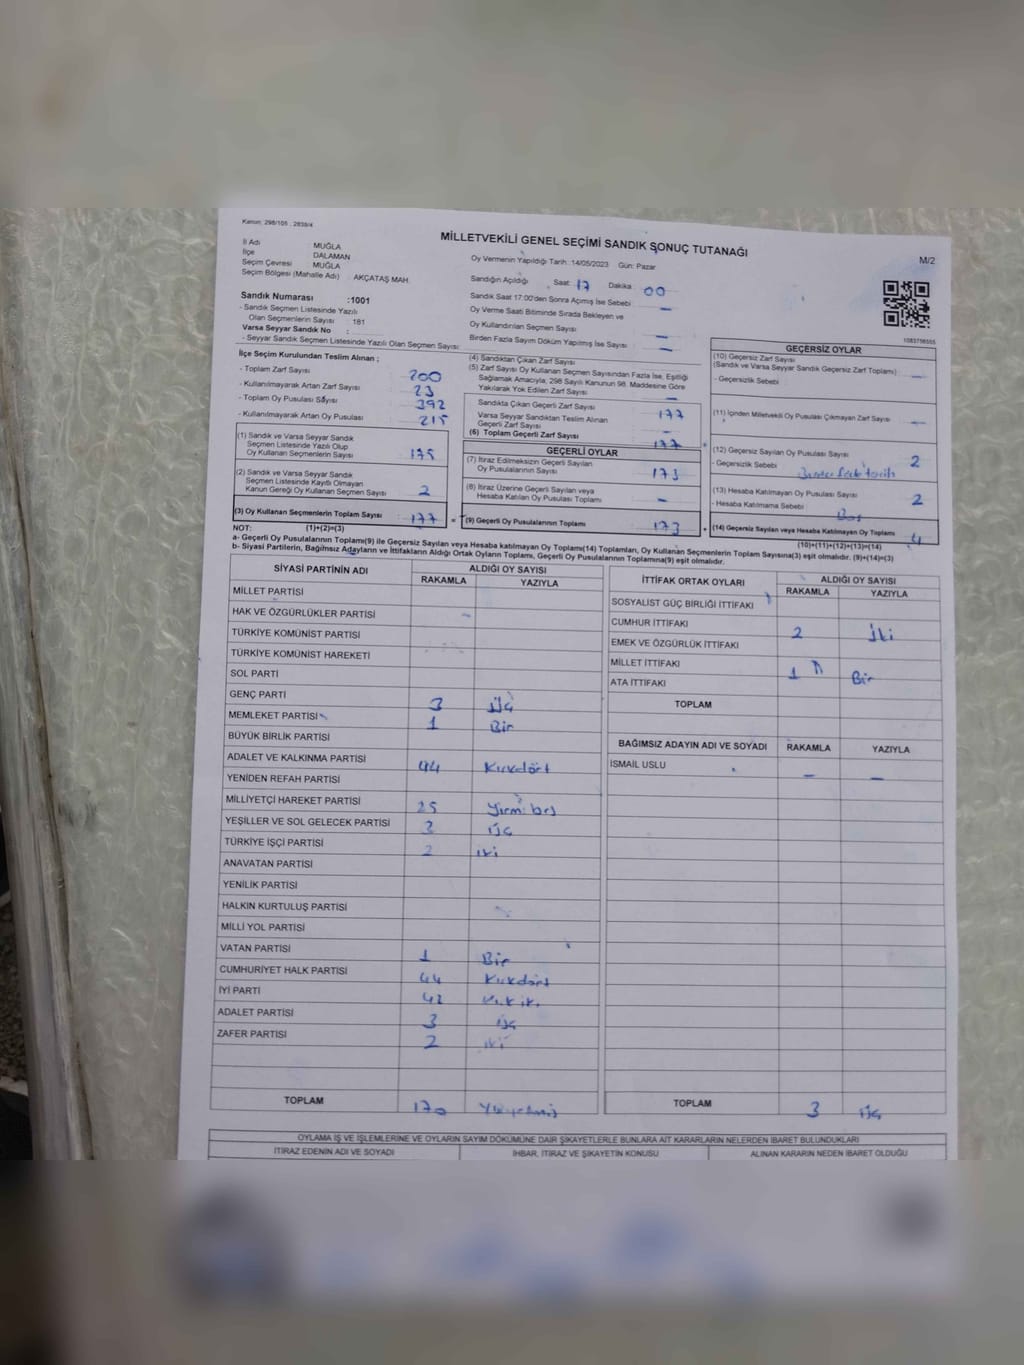 Kanun: 298/105 , 2839/4
MİLLETVEKİLİ GENEL SEÇİMİ SANDIK SONUÇ TUTANAĞI
M/2
İl Adı MUĞLA
İlçe DALAMAN
Seçim Çevresi MUĞLA
Seçim Bölgesi (Mahalle Adı) AKÇATAŞ MAH.
Oy Vermenin Yapıldığı Tarih :14/05/2023 Gün: Pazar
Sandığın Açıldığı Saat: 17 Dakika 00
Sandık Saat 17:00'den Sonra Açımış İse Sebebi –
Oy Verme Saati Bitiminde Sırada Bekleyen ve
Oy Kullandırılan Seçmen Sayısı –
Birden Fazla Sayım Döküm Yapılmış İse Sayısı –
Sandık Numarası :1001
- Sandık Seçmen Listesinde Yazılı
Olan Seçmenlerin Sayısı : 181
Varsa Seyyar Sandık No :
- Seyyar Sandık Seçmen Listesinde Yazılı Olan Seçmen Sayısı:
İlçe Seçim Kurulundan Teslim Alınan ;
- Toplam Zarf Sayısı 200
- Kullanılmayarak Artan Zarf Sayısı 23
- Toplam Oy Pusulası Sayısı 392
- Kullanılmayarak Artan Oy Pusulası 215
(1) Sandık ve Varsa Seyyar Sandık
Seçmen Listesinde Yazılı Olup
Oy Kullanan Seçmenlerin Sayısı 175
(2) Sandık ve Varsa Seyyar Sandık
Seçmen Listesinde Kayıtlı Olmayan
Kanun Gereği Oy Kullanan Seçmen Sayısı 2
(3) Oy Kullanan Seçmenlerin Toplam Sayısı : 177
(4) Sandıktan Çıkan Zarf Sayısı
(5) Zarf Sayısı Oy Kullanan Seçmen Sayısından Fazla İse, Eşitliği
Sağlamak Amacıyla; 298 Sayılı Kanunun 98. Maddesine Göre
Yakılarak Yok Edilen Zarf Sayısı –
Sandıkta Çıkan Geçerli Zarf Sayısı 177
Varsa Seyyar Sandıktan Teslim Alınan
Geçerli Zarf Sayısı –
(6) Toplam Geçerli Zarf Sayısı 177
GEÇERLİ OYLAR
(7) İtiraz Edilmeksizin Geçerli Sayılan
Oy Pusulalarının Sayısı 173
(8) İtiraz Üzerine Geçerli Sayılan veya
Hesaba Katılan Oy Pusulası Toplamı –
(9) Geçerli Oy Pusulalarının Toplamı 173
1083798555
GEÇERSİZ OYLAR
(10) Geçersiz Zarf Sayısı
(Sandık ve Varsa Seyyar Sandık Geçersiz Zarf Toplamı) –
- Geçersizlik Sebebi
(11) İçinden Milletvekili Oy Pusulası Çıkmayan Zarf Sayısı –
(12) Geçersiz Sayılan Oy Pusulası Sayısı 2
- Geçersizlik Sebebi
(13) Hesaba Katılmayan Oy Pusulası Sayısı 2
- Hesaba Katılmama Sebebi Boş
(14) Geçersiz Sayılan veya Hesaba Katılmayan Oy Toplamı 4
NOT: (1)+(2)=(3)
(10)+(11)+(12)+(13)=(14)
a- Geçerli Oy Pusulalarının Toplamı(9) ile Geçersiz Sayılan veya Hesaba katılmayan Oy Toplamı(14) Toplamları, Oy Kullanan Seçmenlerin Toplam Sayısına(3) eşit olmalıdır. (9)+(14)=(3)
b- Siyasi Partilerin, Bağımsız Adayların ve İttifakların Aldığı Ortak Oyların Toplamı, Geçerli Oy Pusulalarının Toplamına(9) eşit olmalıdır.
SİYASİ PARTİNİN ADI ALDIĞI OY SAYISI
RAKAMLA YAZIYLA
MİLLET PARTİSİ
HAK VE ÖZGÜRLÜKLER PARTİSİ
TÜRKİYE KOMÜNİST PARTİSİ
TÜRKİYE KOMÜNİST HAREKETİ
SOL PARTİ
GENÇ PARTİ 3 üç
MEMLEKET PARTİSİ 1 Bir
BÜYÜK BİRLİK PARTİSİ
ADALET VE KALKINMA PARTİSİ 44 Kırkdört
YENİDEN REFAH PARTİSİ
MİLLİYETÇİ HAREKET PARTİSİ 25 Yirmi beş
YEŞİLLER VE SOL GELECEK PARTİSİ 3 üç
TÜRKİYE İŞÇİ PARTİSİ 2 iki
ANAVATAN PARTİSİ
YENİLİK PARTİSİ
HALKIN KURTULUŞ PARTİSİ
MİLLİ YOL PARTİSİ
VATAN PARTİSİ 1 Bir
CUMHURİYET HALK PARTİSİ 44 Kırkdört
İYİ PARTİ 42 Kırk iki
ADALET PARTİSİ 3 üç
ZAFER PARTİSİ 2 iki
TOPLAM 170 Yüzyetmiş
İTTİFAK ORTAK OYLARI ALDIĞI OY SAYISI
RAKAMLA YAZIYLA
SOSYALİST GÜÇ BİRLİĞİ İTTİFAKI
CUMHUR İTTİFAKI 2 İki
EMEK VE ÖZGÜRLÜK İTTİFAKI
MİLLET İTTİFAKI 1 Bir
ATA İTTİFAKI
TOPLAM
BAĞIMSIZ ADAYIN ADI VE SOYADI RAKAMLA YAZIYLA
İSMAİL USLU – –
TOPLAM 3 üç
OYLAMA İŞ VE İŞLEMLERİNE VE OYLARIN SAYIM DÖKÜMÜNE DAİR ŞİKAYETLERLE BUNLARA AİT KARARLARIN NELERDEN İBARET BULUNDUKLARI
İTİRAZ EDENİN ADI VE SOYADI İHBAR, İTİRAZ VE ŞİKAYETİN KONUSU ALINAN KARARIN NEDEN İBARET OLDUĞU